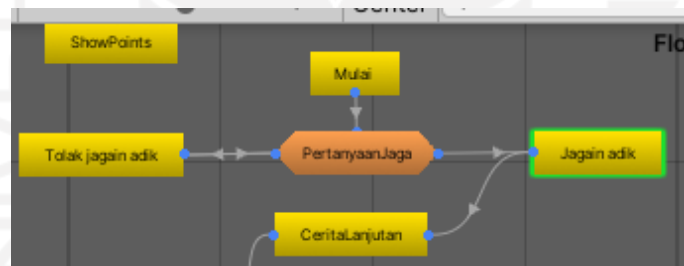 Center
Flo
ShowPoints
Mulai
Tolak jagain adik
PertanyaanJaga
Jagain adik
CeritaLanjutan